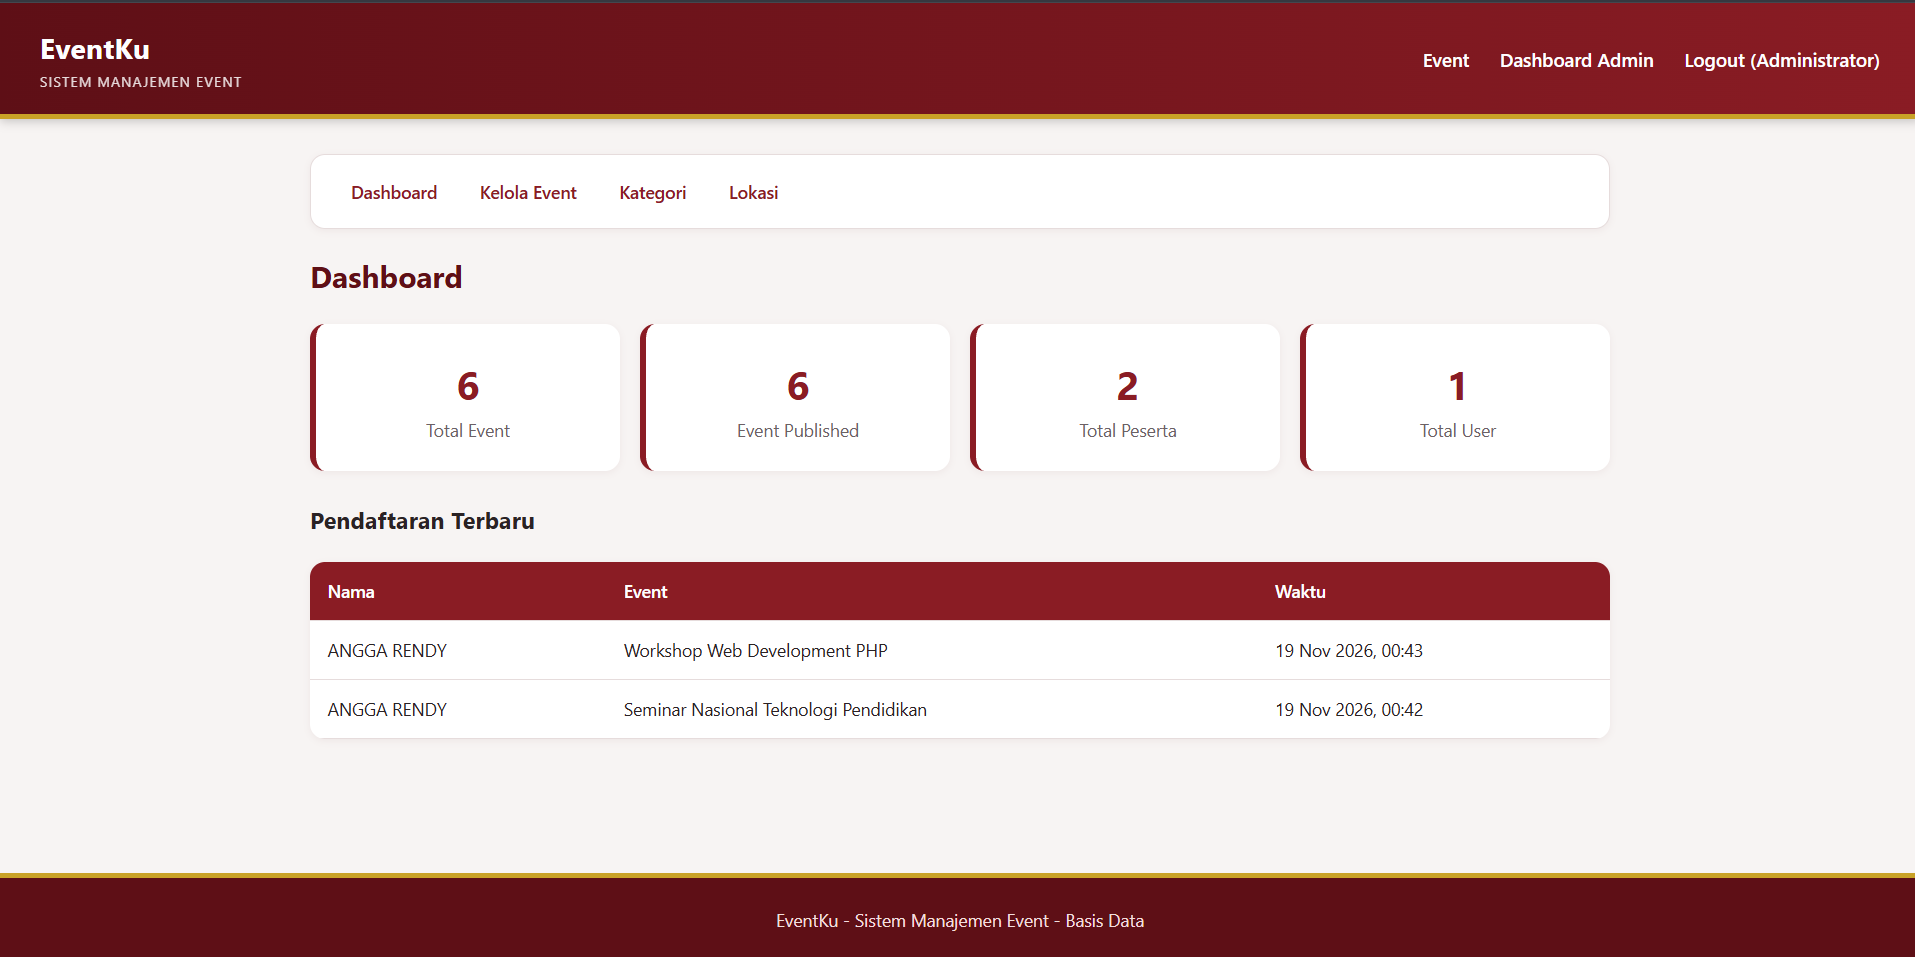 EventKu
SISTEM MANAJEMEN EVENT
Event Dashboard Admin Logout (Administrator)
Dashboard Kelola Event Kategori Lokasi
Dashboard
6 6 2 1
Total Event Event Published Total Peserta Total User
Pendaftaran Terbaru
Nama Event Waktu
ANGGA RENDY Workshop Web Development PHP 19 Nov 2026, 00:43
ANGGA RENDY Seminar Nasional Teknologi Pendidikan 19 Nov 2026, 00:42
EventKu - Sistem Manajemen Event - Basis Data